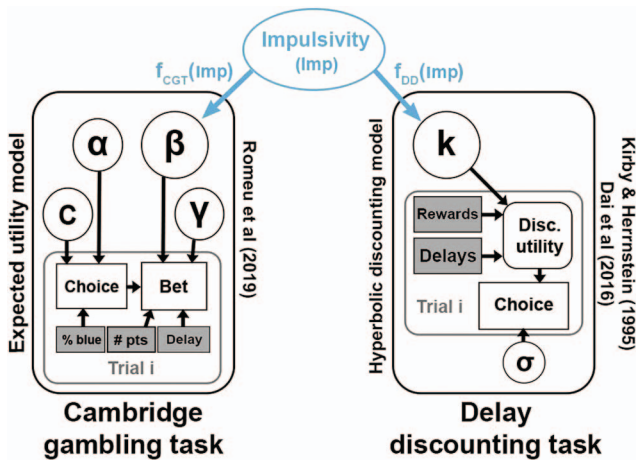 Impulsivity
(Imp)
f_CGT(Imp)
f_DD(Imp)
Expected utility model
α
β
c
γ
Choice
Bet
% blue
# pts
Delay
Trial i
Romeu et al (2019)
Cambridge
gambling task
Hyperbolic discounting model
k
Rewards
Delays
Disc.
utility
Choice
Trial i
σ
Kirby & Herrnstein (1995)
Dai et al (2016)
Delay
discounting task